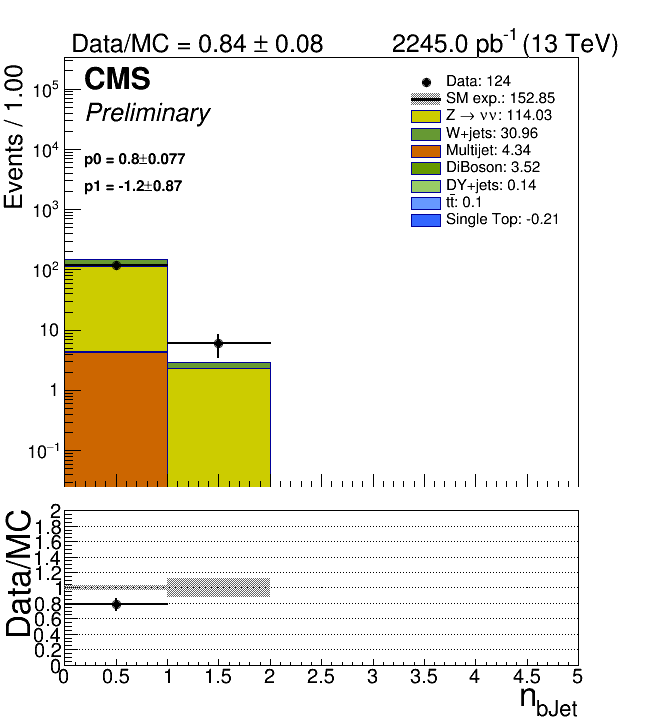 Data/MC = 0.84 ± 0.08 2245.0 pb⁻¹ (13 TeV)
CMS
Preliminary
p0 = 0.8±0.077
p1 = -1.2±0.87
Data: 124
SM exp.: 152.85
Z → νν: 114.03
W+jets: 30.96
Multijet: 4.34
DiBoson: 3.52
DY+jets: 0.14
tt̄: 0.1
Single Top: -0.21
Events / 1.00
10⁵
10⁴
10³
10²
10
1
10⁻¹
Data/MC
2
1.8
1.6
1.4
1.2
1
0.8
0.6
0.4
0.2
0
0 0.5 1 1.5 2 2.5 3 3.5 4 4.5 5
n_bJet